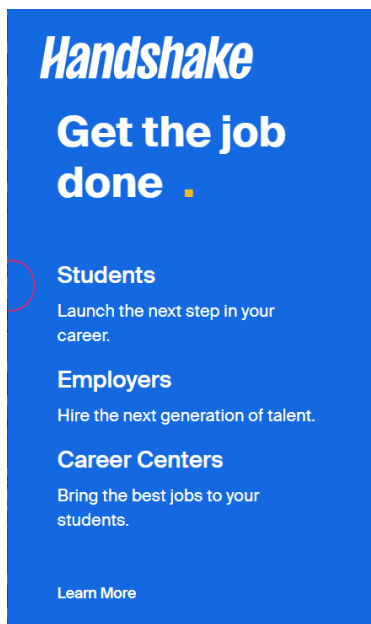 Handshake
Get the job
done .
Students
Launch the next step in your
career.
Employers
Hire the next generation of talent.
Career Centers
Bring the best jobs to your
students.
Learn More